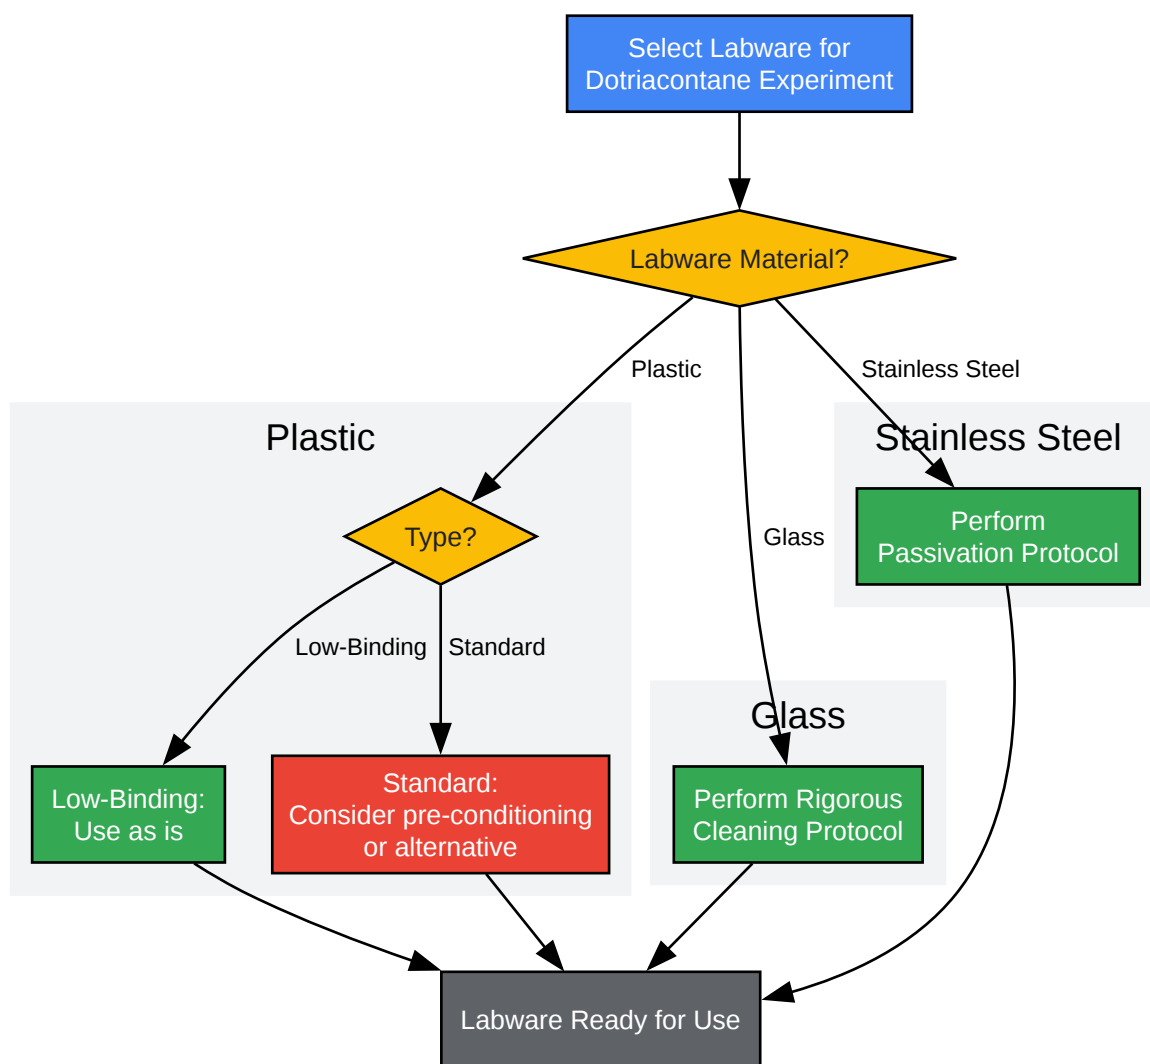 Select Labware for
Dotriacontane Experiment
Labware Material?
Plastic
Stainless Steel
Plastic
Stainless Steel
Type?
Glass
Perform
Passivation Protocol
Low-Binding
Standard
Glass
Low-Binding:
Use as is
Standard:
Consider pre-conditioning
or alternative
Perform Rigorous
Cleaning Protocol
Labware Ready for Use